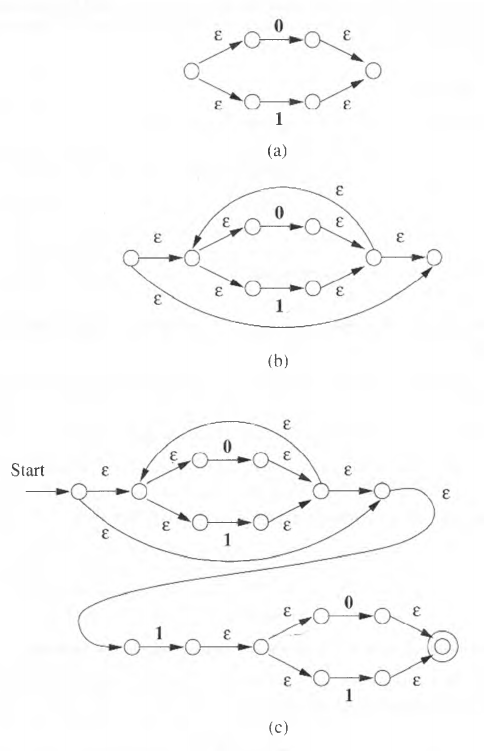 ε 0 ε
ε 1 ε
(a)
ε
ε ε 0 ε ε
ε ε 1 ε
(b)
ε
Start ε ε 0 ε ε ε
ε ε 1 ε
1 ε ε 0 ε
ε 1 ε
(c)